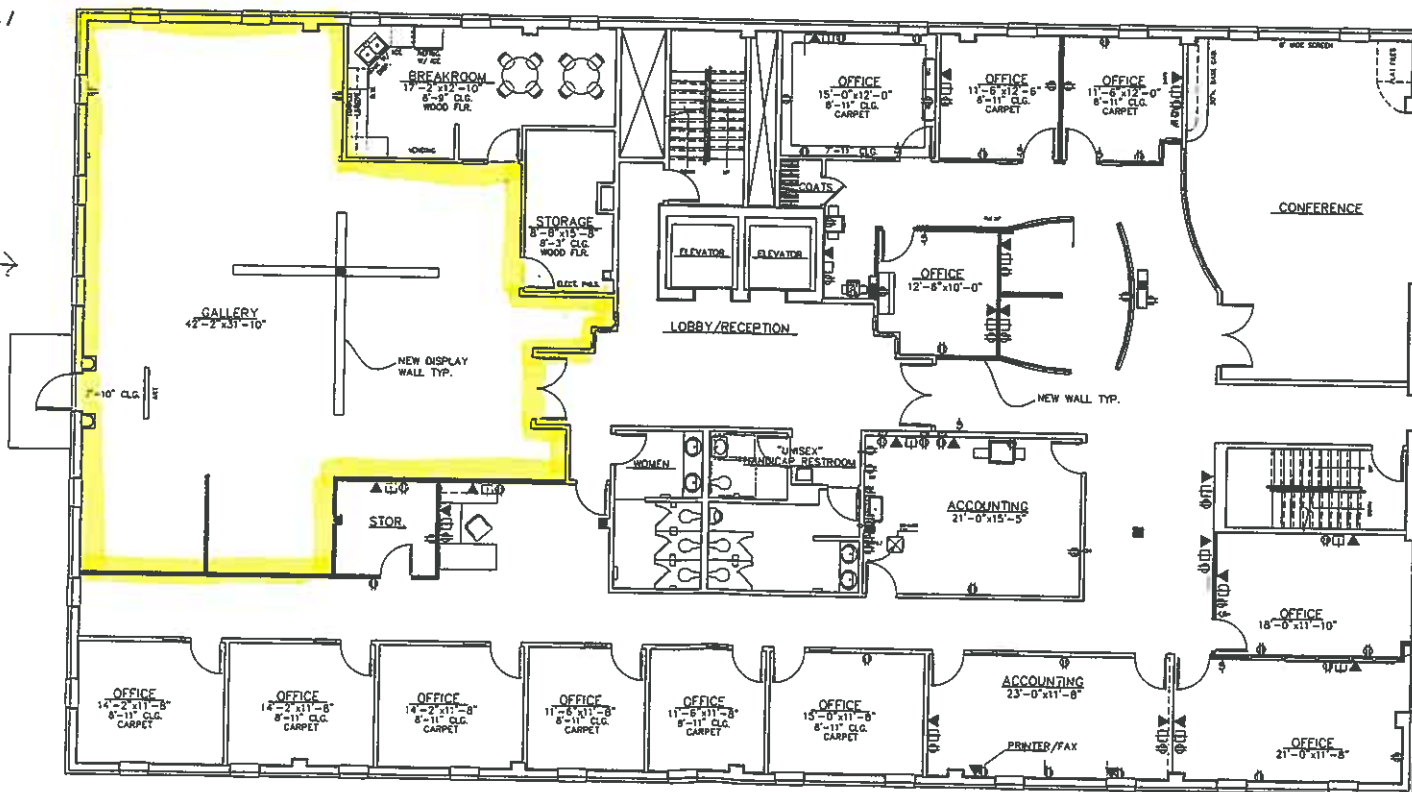 BREAKROOM
17'-2"x12'-10"
8'-9" CLG.
WOOD FLR.
VENDING
OFFICE
15'-0"x12'-0"
8'-11" CLG.
CARPET
7'-11" CLG.
OFFICE
11'-6"x12'-6"
8'-11" CLG.
CARPET
OFFICE
11'-6"x12'-0"
8'-11" CLG.
CARPET
CONFERENCE
COATS
STORAGE
8'-8"x15'-8"
8'-3" CLG.
WOOD FLR.
ELEVATOR
ELEVATOR
OFFICE
12'-6"x10'-0"
GALLERY
42'-2"x31'-10"
LOBBY/RECEPTION
NEW DISPLAY
WALL TYP.
NEW WALL TYP.
WOMEN
"UNISEX"
HANDICAP RESTROOM
STOR.
ACCOUNTING
21'-0"x15'-5"
OFFICE
18'-0"x11'-10"
OFFICE
14'-2"x11'-8"
8'-11" CLG.
CARPET
OFFICE
14'-2"x11'-8"
8'-11" CLG.
CARPET
OFFICE
14'-2"x11'-8"
8'-11" CLG.
CARPET
OFFICE
11'-6"x11'-8"
8'-11" CLG.
CARPET
OFFICE
11'-6"x11'-8"
8'-11" CLG.
CARPET
OFFICE
15'-0"x11'-8"
8'-11" CLG.
CARPET
ACCOUNTING
23'-0"x11'-8"
PRINTER/FAX
OFFICE
21'-0"x11'-8"